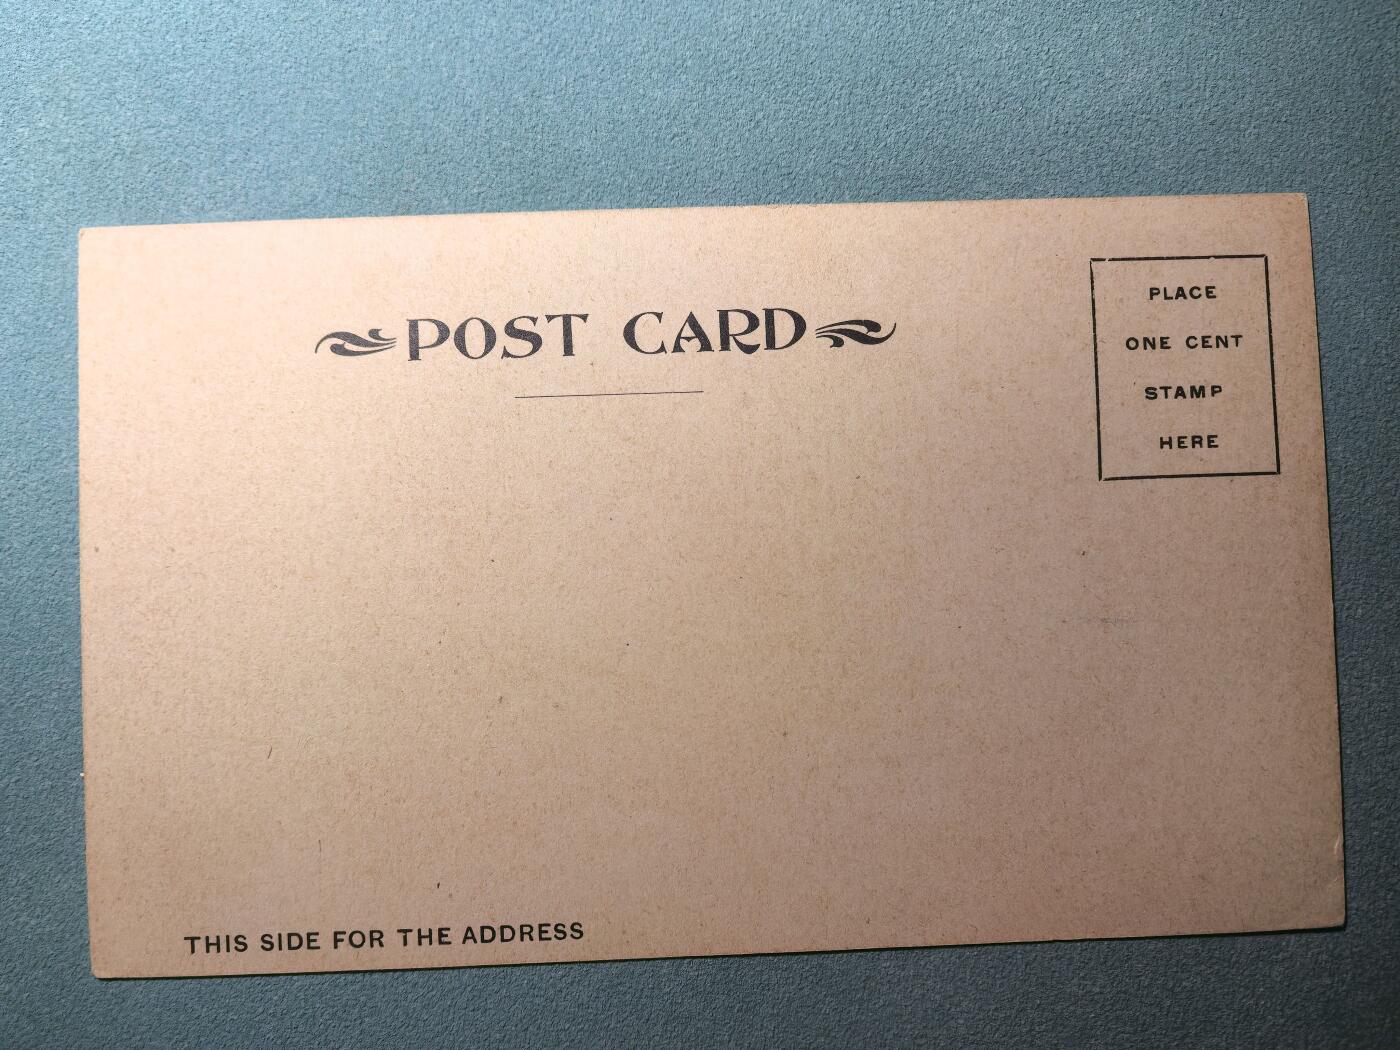 POST CARD
PLACE
ONE CENT
STAMP
HERE
THIS SIDE FOR THE ADDRESS